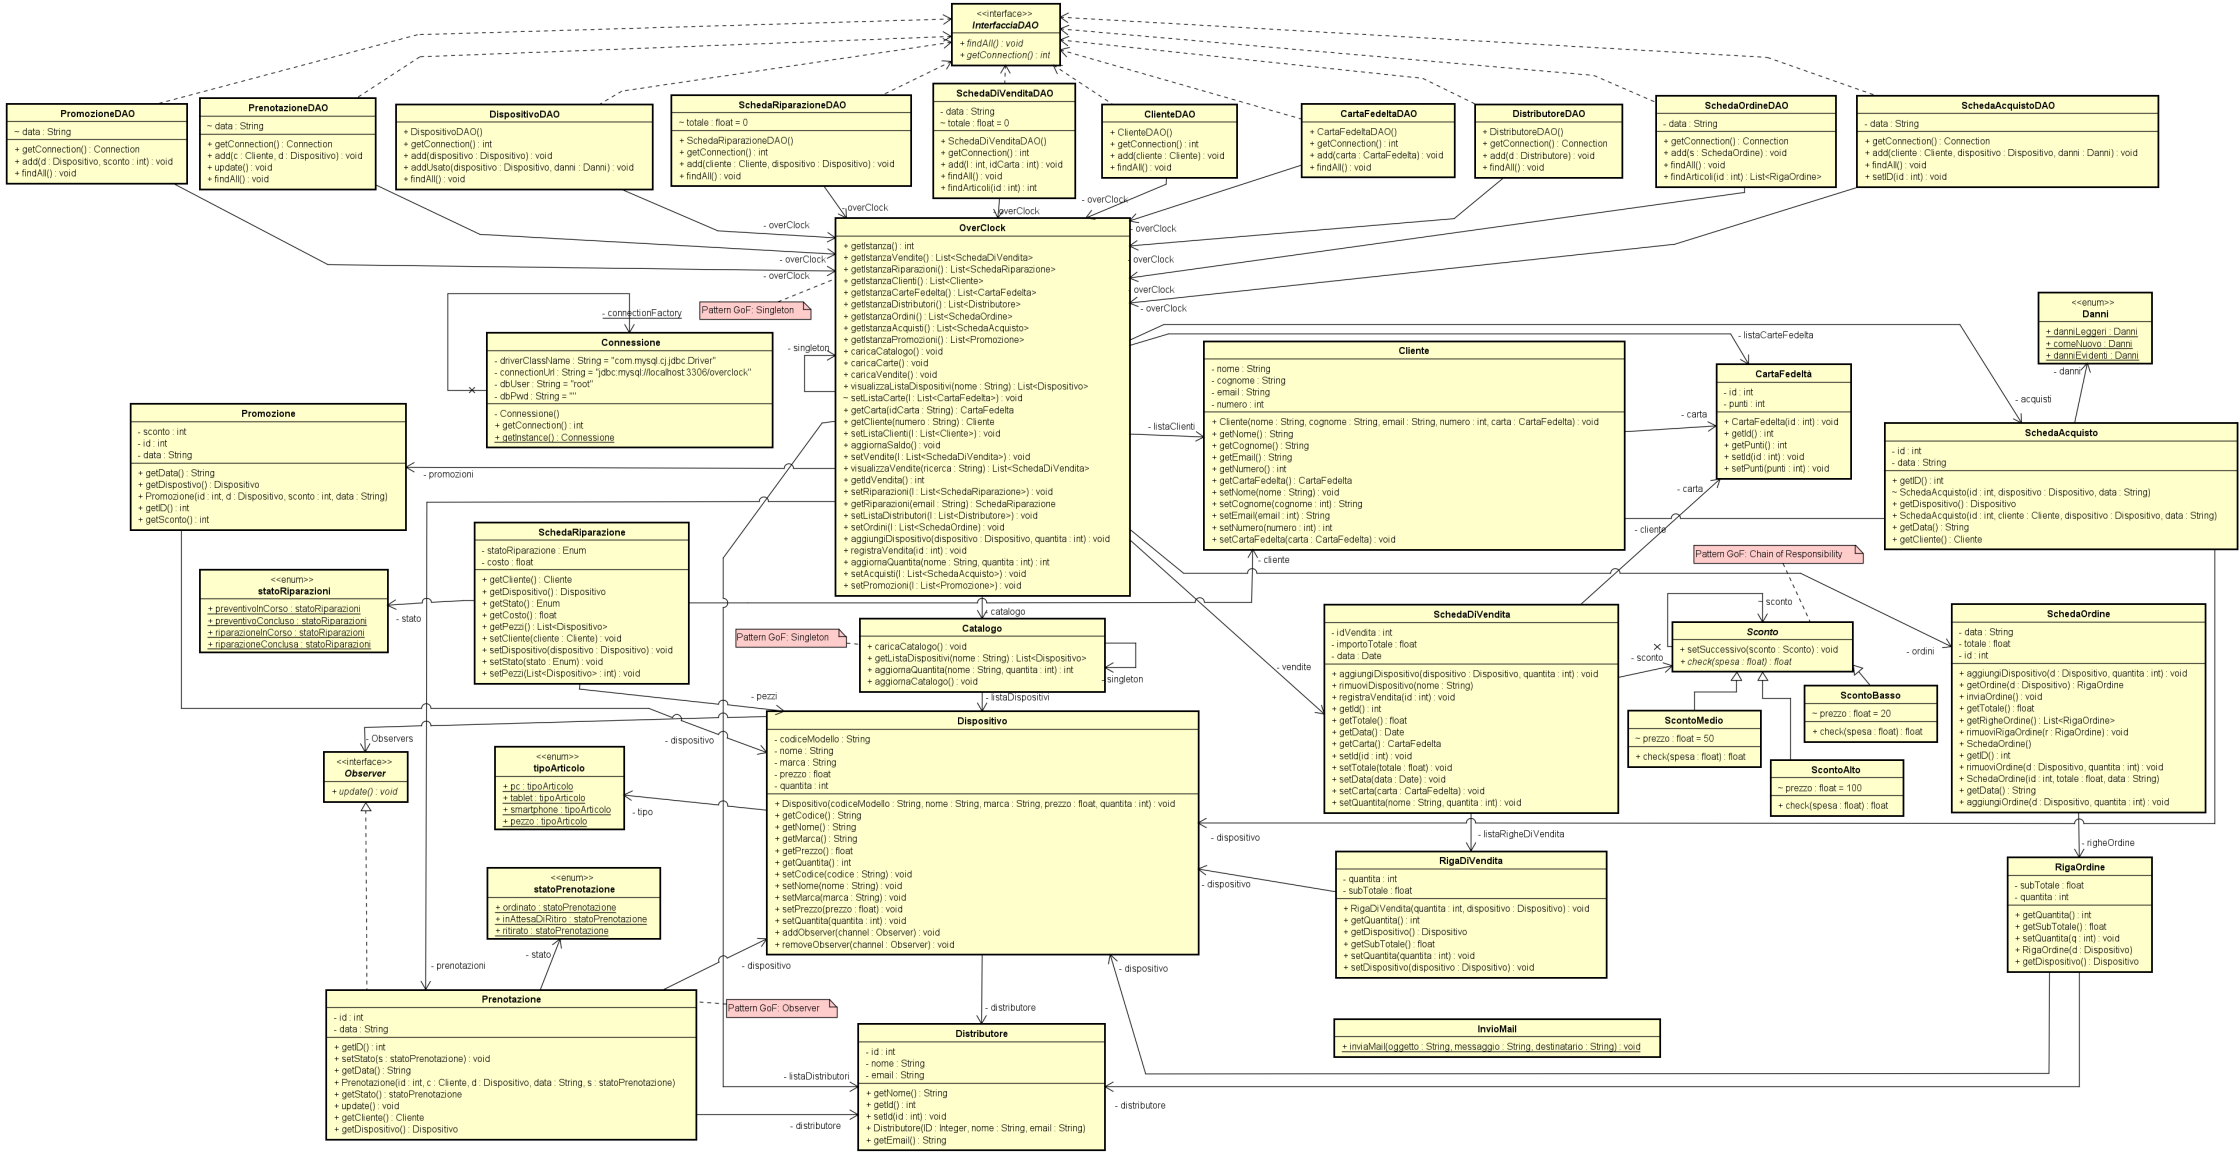 <<interface>>
InterfacciaDAO
+ findAll() : void
+ getConnection() : int
PromozioneDAO
~ data : String
+ getConnection() : Connection
+ add(d : Dispositivo, sconto : int) : void
+ findAll() : void
PrenotazioneDAO
~ data : String
+ getConnection() : Connection
+ add(c : Cliente, d : Dispositivo) : void
+ update() : void
+ findAll() : void
DispositivoDAO
+ DispositivoDAO()
+ getConnection() : int
+ add(dispositivo : Dispositivo) : void
+ addUsato(dispositivo : Dispositivo, danni : Danni) : void
+ findAll() : void
SchedaRiparazioneDAO
~ totale : float = 0
+ SchedaRiparazioneDAO()
+ getConnection() : int
+ add(cliente : Cliente, dispositivo : Dispositivo) : void
+ findAll() : void
SchedaDiVenditaDAO
- data : String
~ totale : float = 0
+ SchedaDiVenditaDAO()
+ getConnection() : int
+ add(l : int, idCarta : int) : void
+ findAll() : void
+ findArticoli(id : int) : int
ClienteDAO
+ ClienteDAO()
+ getConnection() : int
+ add(cliente : Cliente) : void
+ findAll() : void
CartaFedeltaDAO
+ CartaFedeltaDAO()
+ getConnection() : int
+ add(carta : CartaFedelta) : void
+ findAll() : void
DistributoreDAO
+ DistributoreDAO()
+ getConnection() : Connection
+ add(d : Distributore) : void
+ findAll() : void
SchedaOrdineDAO
- data : String
+ getConnection() : Connection
+ add(s : SchedaOrdine) : void
+ findAll() : void
+ findArticoli(id : int) : List<RigaOrdine>
SchedaAcquistoDAO
- data : String
+ getConnection() : Connection
+ add(cliente : Cliente, dispositivo : Dispositivo, danni : Danni) : void
+ findAll() : void
+ setID(id : int) : void
- overClock
- overClock
- overClock
- overClock
- overClock
- overClock
- overClock
- overClock
- overClock
- overClock
OverClock
+ getIstanza() : int
+ getIstanzaVendite() : List<SchedaDiVendita>
+ getIstanzaRiparazioni() : List<SchedaRiparazione>
+ getIstanzaClienti() : List<Cliente>
+ getIstanzaCarteFedelta() : List<CartaFedelta>
+ getIstanzaDistributori() : List<Distributore>
+ getIstanzaOrdini() : List<SchedaOrdine>
+ getIstanzaAcquisti() : List<SchedaAcquisto>
+ getIstanzaPromozioni() : List<Promozione>
+ caricaCatalogo() : void
+ caricaCarte() : void
+ caricaVendite() : void
+ visualizzaListaDispositivi(nome : String) : List<Dispositivo>
~ setListaCarte(l : List<CartaFedelta>) : void
+ getCarta(idCarta : String) : CartaFedelta
+ getCliente(numero : String) : Cliente
+ setListaClienti(l : List<Cliente>) : void
+ aggiornaSaldo() : void
+ setVendite(l : List<SchedaDiVendita>) : void
+ visualizzaVendite(ricerca : String) : List<SchedaDiVendita>
+ getIdVendita() : int
+ setRiparazioni(l : List<SchedaRiparazione>) : void
+ getRiparazioni(email : String) : SchedaRiparazione
+ setListaDistributori(l : List<Distributore>) : void
+ setOrdini(l : List<SchedaOrdine) : void
+ aggiungiDispositivo(dispositivo : Dispositivo, quantita : int) : void
+ registraVendita(id : int) : void
+ aggiornaQuantita(nome : String, quantita : int) : int
+ setAcquisti(l : List<SchedaAcquisto>) : void
+ setPromozioni(l : List<Promozione>) : void
Pattern GoF: Singleton
- singleton
- connectionFactory
Connessione
- driverClassName : String = "com.mysql.cj.jdbc.Driver"
- connectionUrl : String = "jdbc:mysql://localhost:3306/overclock"
- dbUser : String = "root"
- dbPwd : String = ""
- Connessione()
+ getConnection() : int
+ getInstance() : Connessione
<<enum>>
Danni
+ danniLeggeri : Danni
+ comeNuovo : Danni
+ danniEvidenti : Danni
- danni
- listaCarteFedelta
- acquisti
Cliente
- nome : String
- cognome : String
- email : String
- numero : int
+ Cliente(nome : String, cognome : String, email : String, numero : int, carta : CartaFedelta) : void
+ getNome() : String
+ getCognome() : String
+ getEmail() : String
+ getNumero() : int
+ getCartaFedelta() : CartaFedelta
+ setNome(nome : String) : void
+ setCognome(cognome : int) : String
+ setEmail(email : int) : String
+ setNumero(numero : int) : int
+ setCartaFedelta(carta : CartaFedelta) : void
- listaClienti
- carta
CartaFedeltà
- id : int
- punti : int
+ CartaFedelta(id : int) : void
+ getId() : int
+ getPunti() : int
+ setId(id : int) : void
+ setPunti(punti : int) : void
- carta
SchedaAcquisto
- id : int
- data : String
+ getID() : int
~ SchedaAcquisto(id : int, dispositivo : Dispositivo, data : String)
+ getDispositivo() : Dispositivo
+ SchedaAcquisto(id : int, cliente : Cliente, dispositivo : Dispositivo, data : String)
+ getData() : String
+ getCliente() : Cliente
- cliente
- cliente
Promozione
- sconto : int
- id : int
- data : String
+ getData() : String
+ getDispostivo() : Dispositivo
+ Promozione(id : int, d : Dispositivo, sconto : int, data : String)
+ getID() : int
+ getSconto() : int
- promozioni
SchedaRiparazione
- statoRiparazione : Enum
- costo : float
+ getCliente() : Cliente
+ getDispositivo() : Dispositivo
+ getStato() : Enum
+ getCosto() : float
+ getPezzi() : List<Dispositivo>
+ setCliente(cliente : Cliente) : void
+ setDispositivo(dispositivo : Dispositivo) : void
+ setStato(stato : Enum) : void
+ setPezzi(List<Dispositivo> : int) : void
<<enum>>
statoRiparazioni
+ preventivoInCorso : statoRiparazioni
+ preventivoConcluso : statoRiparazioni
+ riparazioneInCorso : statoRiparazioni
+ riparazioneConclusa : statoRiparazioni
- stato
- catalogo
Pattern GoF: Singleton
Catalogo
+ caricaCatalogo() : void
+ getListaDispositivi(nome : String) : List<Dispositivo>
+ aggiornaQuantita(nome : String, quantita : int) : int
+ aggiornaCatalogo() : void
- singleton
- listaDispositivi
- pezzi
- dispositivo
- Observers
<<interface>>
Observer
+ update() : void
<<enum>>
tipoArticolo
+ pc : tipoArticolo
+ tablet : tipoArticolo
+ smartphone : tipoArticolo
+ pezzo : tipoArticolo
- tipo
Dispositivo
- codiceModello : String
- nome : String
- marca : String
- prezzo : float
- quantita : int
+ Dispositivo(codiceModello : String, nome : String, marca : String, prezzo : float, quantita : int) : void
+ getCodice() : String
+ getNome() : String
+ getMarca() : String
+ getPrezzo() : float
+ getQuantita() : int
+ setCodice(codice : String) : void
+ setNome(nome : String) : void
+ setMarca(marca : String) : void
+ setPrezzo(prezzo : float) : void
+ setQuantita(quantita : int) : void
+ addObserver(channel : Observer) : void
+ removeObserver(channel : Observer) : void
- vendite
SchedaDiVendita
- idVendita : int
- importoTotale : float
- data : Date
+ aggiungiDispositivo(dispositivo : Dispositivo, quantita : int) : void
+ rimuoviDispositivo(nome : String)
+ registraVendita(id : int) : void
+ getId() : int
+ getTotale() : float
+ getData() : Date
+ getCarta() : CartaFedelta
+ setId(id : int) : void
+ setTotale(totale : float) : void
+ setData(data : Date) : void
+ setCarta(carta : CartaFedelta) : void
+ setQuantita(nome : String, quantita : int) : void
Pattern GoF: Chain of Responsibility
~ sconto
- sconto
Sconto
+ setSuccessivo(sconto : Sconto) : void
+ check(spesa : float) : float
ScontoMedio
~ prezzo : float = 50
+ check(spesa : float) : float
ScontoBasso
~ prezzo : float = 20
+ check(spesa : float) : float
ScontoAlto
~ prezzo : float = 100
+ check(spesa : float) : float
- ordini
SchedaOrdine
- data : String
- totale : float
- id : int
+ aggiungiDispositivo(d : Dispositivo, quantita : int) : void
+ getOrdine(d : Dispositivo) : RigaOrdine
+ inviaOrdine() : void
+ getTotale() : float
+ getRigheOrdine() : List<RigaOrdine>
+ rimuoviRigaOrdine(r : RigaOrdine) : void
+ SchedaOrdine()
+ getID() : int
+ rimuoviOrdine(d : Dispositivo, quantita : int) : void
+ SchedaOrdine(id : int, totale : float, data : String)
+ getData() : String
+ aggiungiOrdine(d : Dispositivo, quantita : int) : void
- dispositivo
- listaRigheDiVendita
- righeOrdine
RigaDiVendita
- quantita : int
- subTotale : float
+ RigaDiVendita(quantita : int, dispositivo : Dispositivo) : void
+ getQuantita() : int
+ getDispositivo() : Dispositivo
+ getSubTotale() : float
+ setQuantita(quantita : int) : void
+ setDispositivo(dispositivo : Dispositivo) : void
- dispositivo
RigaOrdine
- subTotale : float
- quantita : int
+ getQuantita() : int
+ getSubTotale() : float
+ setQuantita(q : int) : void
+ RigaOrdine(d : Dispositivo)
+ getDispositivo() : Dispositivo
<<enum>>
statoPrenotazione
+ ordinato : statoPrenotazione
+ inAttesaDiRitiro : statoPrenotazione
+ ritirato : statoPrenotazione
- stato
- prenotazioni
- dispositivo
- dispositivo
Prenotazione
- id : int
- data : String
+ getID() : int
+ setStato(s : statoPrenotazione) : void
+ getData() : String
+ Prenotazione(id : int, c : Cliente, d : Dispositivo, data : String, s : statoPrenotazione)
+ getStato() : statoPrenotazione
+ update() : void
+ getCliente() : Cliente
+ getDispositivo() : Dispositivo
Pattern GoF: Observer
- distributore
- listaDistributori
- distributore
Distributore
- id : int
- nome : String
- email : String
+ getNome() : String
+ getId() : int
+ setId(id : int) : void
+ Distributore(ID : Integer, nome : String, email : String)
+ getEmail() : String
- distributore
InvioMail
+ inviaMail(oggetto : String, messaggio : String, destinatario : String) : void